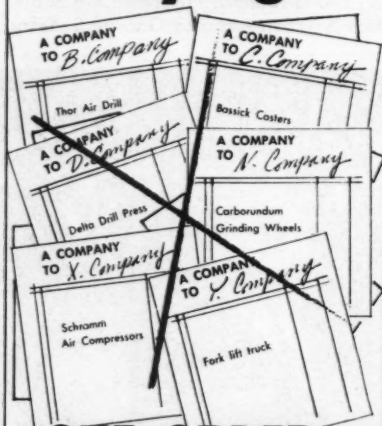 A COMPANY
TO B. Company
Thor Air Drill
A COMPANY
TO C. Company
Bassick Casters
A COMPANY
TO D. Company
Delta Drill Press
A COMPANY
TO N. Company
Carborundum
Grinding Wheels
A COMPANY
TO X. Company
Schramm
Air Compressors
A COMPANY
TO Y. Company
Fork lift truck